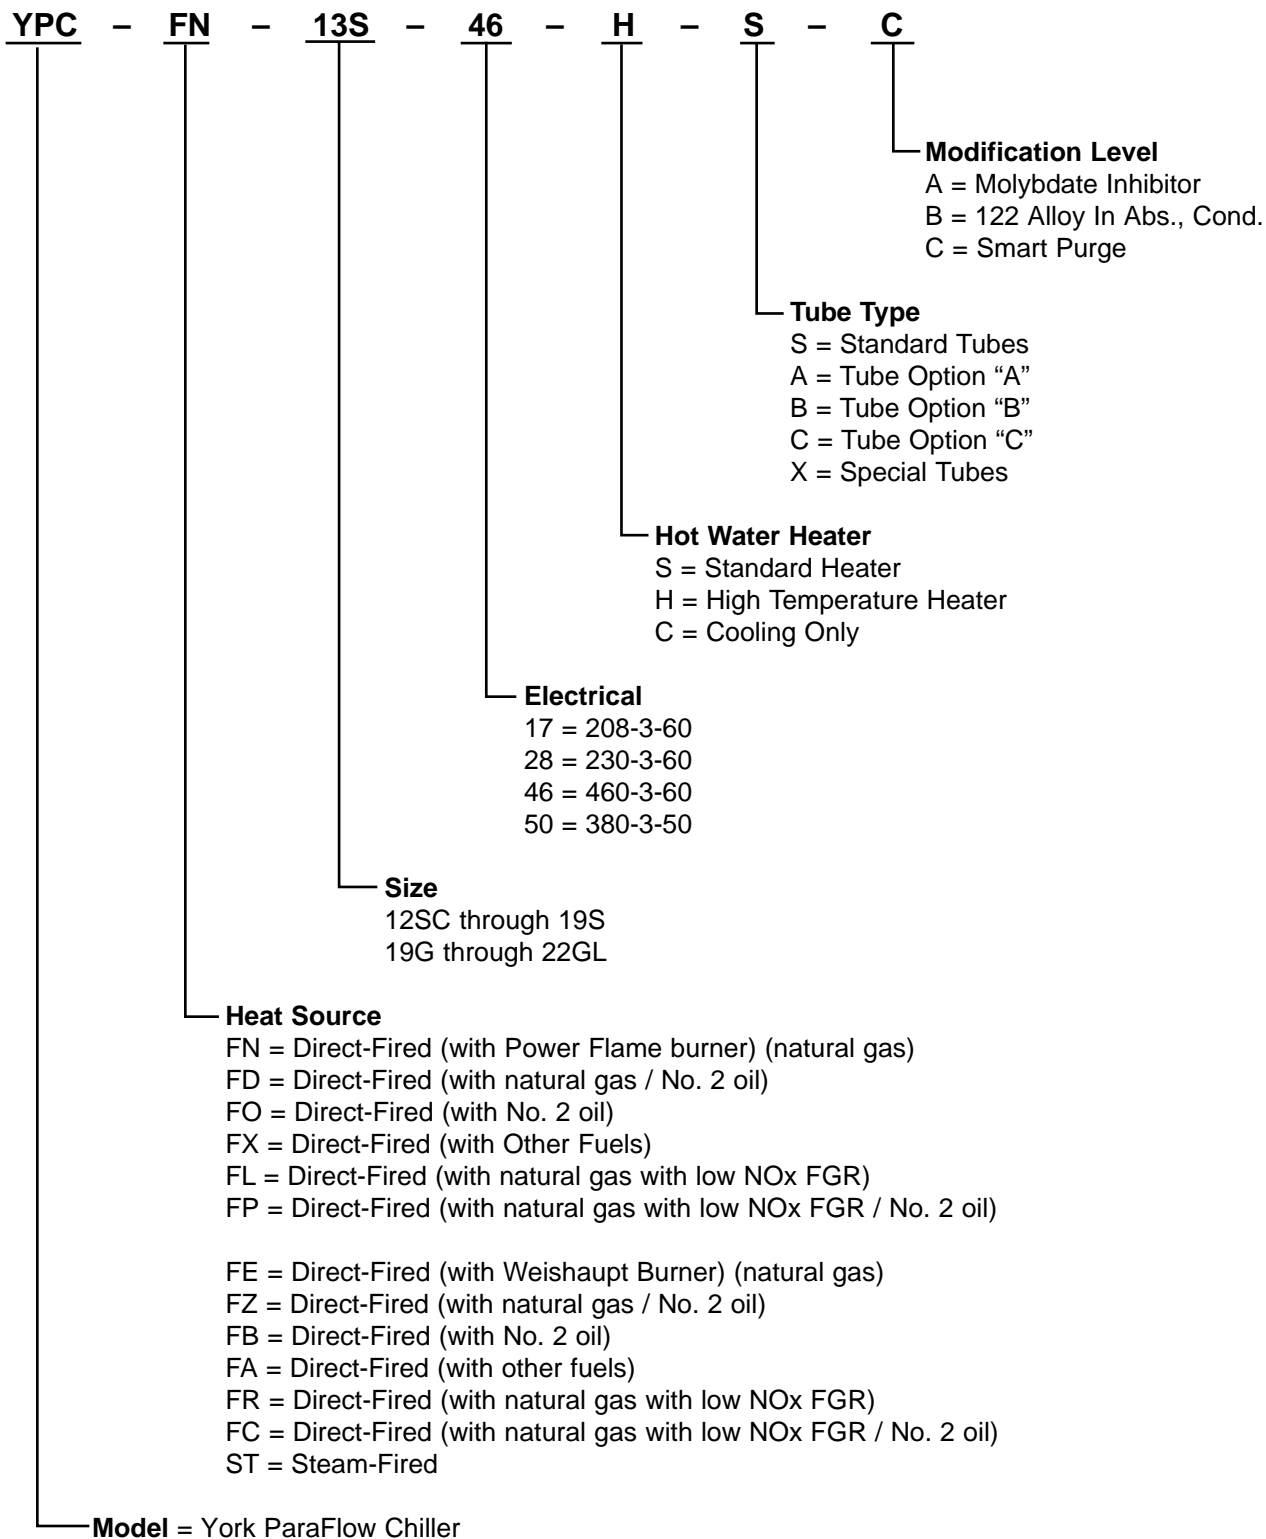 YPC – FN – 13S – 46 – H – S – C
Modification Level
A = Molybdate Inhibitor
B = 122 Alloy In Abs., Cond.
C = Smart Purge
Tube Type
S = Standard Tubes
A = Tube Option “A”
B = Tube Option “B”
C = Tube Option “C”
X = Special Tubes
Hot Water Heater
S = Standard Heater
H = High Temperature Heater
C = Cooling Only
Electrical
17 = 208-3-60
28 = 230-3-60
46 = 460-3-60
50 = 380-3-50
Size
12SC through 19S
19G through 22GL
Heat Source
FN = Direct-Fired (with Power Flame burner) (natural gas)
FD = Direct-Fired (with natural gas / No. 2 oil)
FO = Direct-Fired (with No. 2 oil)
FX = Direct-Fired (with Other Fuels)
FL = Direct-Fired (with natural gas with low NOx FGR)
FP = Direct-Fired (with natural gas with low NOx FGR / No. 2 oil)
FE = Direct-Fired (with Weishaupt Burner) (natural gas)
FZ = Direct-Fired (with natural gas / No. 2 oil)
FB = Direct-Fired (with No. 2 oil)
FA = Direct-Fired (with other fuels)
FR = Direct-Fired (with natural gas with low NOx FGR)
FC = Direct-Fired (with natural gas with low NOx FGR / No. 2 oil)
ST = Steam-Fired
Model = York ParaFlow Chiller